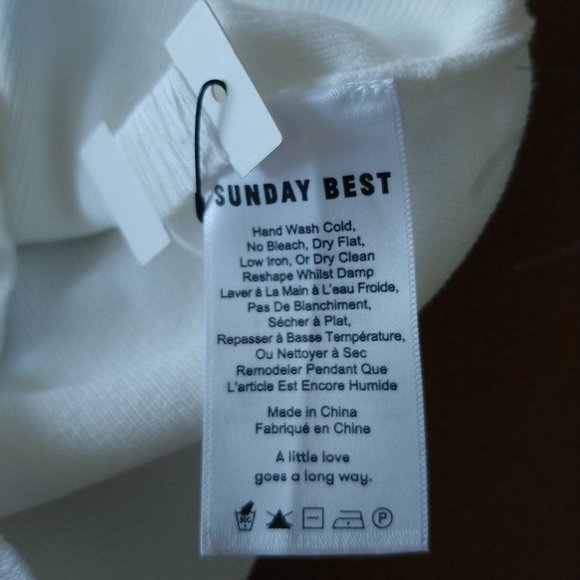 SUNDAY BEST
Hand Wash Cold,
No Bleach, Dry Flat,
Low Iron, Or Dry Clean
Reshape Whilst Damp
Laver à La Main à L'eau Froide,
Pas De Blanchiment,
Sécher à Plat,
Repasser à Basse Température,
Ou Nettoyer à Sec
Remodeler Pendant Que
L'article Est Encore Humide
Made in China
Fabriqué en Chine
A little love
goes a long way.
30C P